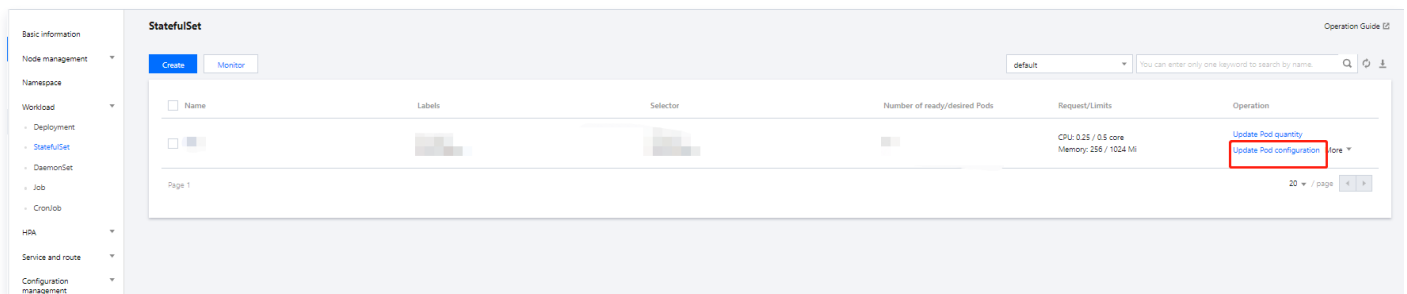 Basic information
Node management
Namespace
Workload
Deployment
StatefulSet
DaemonSet
Job
CronJob
HPA
Service and route
Configuration
management
StatefulSet
Operation Guide
Create
Monitor
default
You can enter only one keyword to search by name.
Name
Labels
Selector
Number of ready/desired Pods
Request/Limits
Operation
CPU: 0.25 / 0.5 core
Memory: 256 / 1024 Mi
Update Pod quantity
Update Pod configuration More
Page 1
20 / page